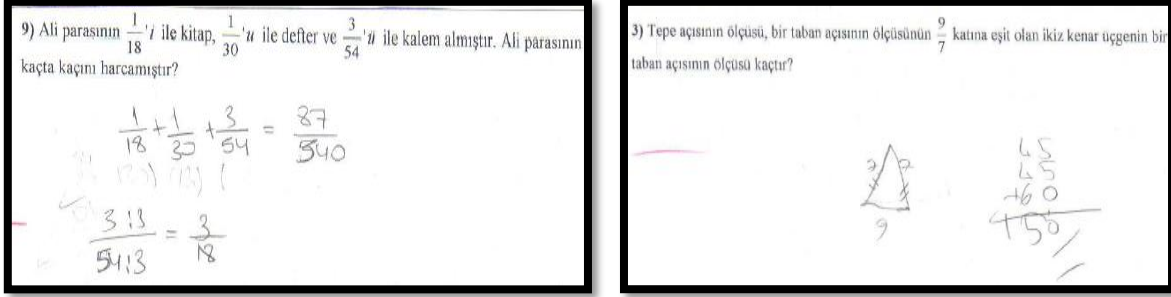 9) Ali parasının 1/18 'i ile kitap, 1/30 'u ile defter ve 3/54 'ü ile kalem almıştır. Ali parasının
kaçta kaçını harcamıştır?
1/18 + 1/30 + 3/54 = 87/540
3:3/54:3 = 3/18
3) Tepe açısının ölçüsü, bir taban açısının ölçüsünün 9/7 katına eşit olan ikiz kenar üçgenin bir
taban açısının ölçüsü kaçtır?
9
45
45
+60
150